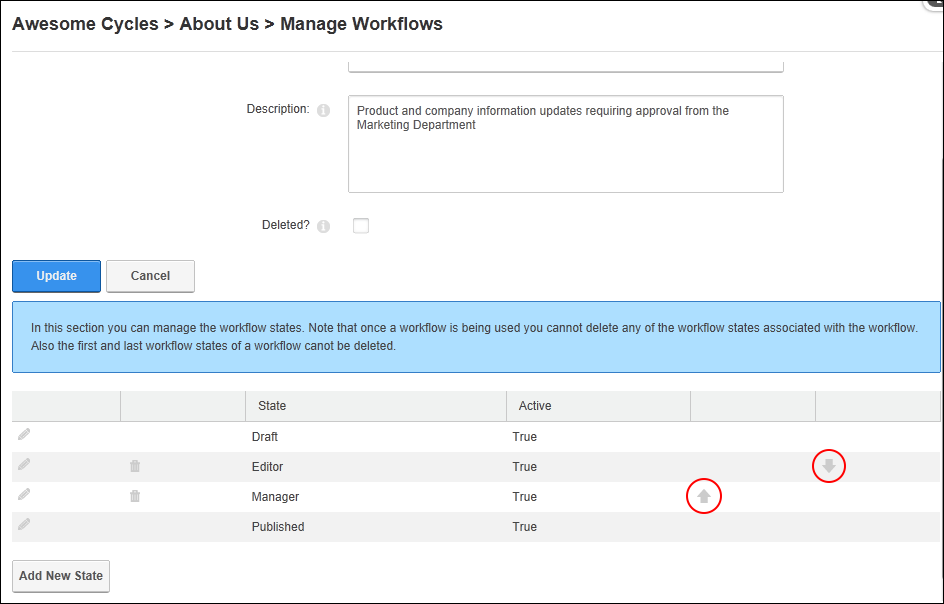 Awesome Cycles > About Us > Manage Workflows
Description:
Product and company information updates requiring approval from the
Marketing Department
Deleted?
Update Cancel
In this section you can manage the workflow states. Note that once a workflow is being used you cannot delete any of the workflow states associated with the workflow.
Also the first and last workflow states of a workflow canot be deleted.
State Active
Draft True
Editor True
Manager True
Published True
Add New State